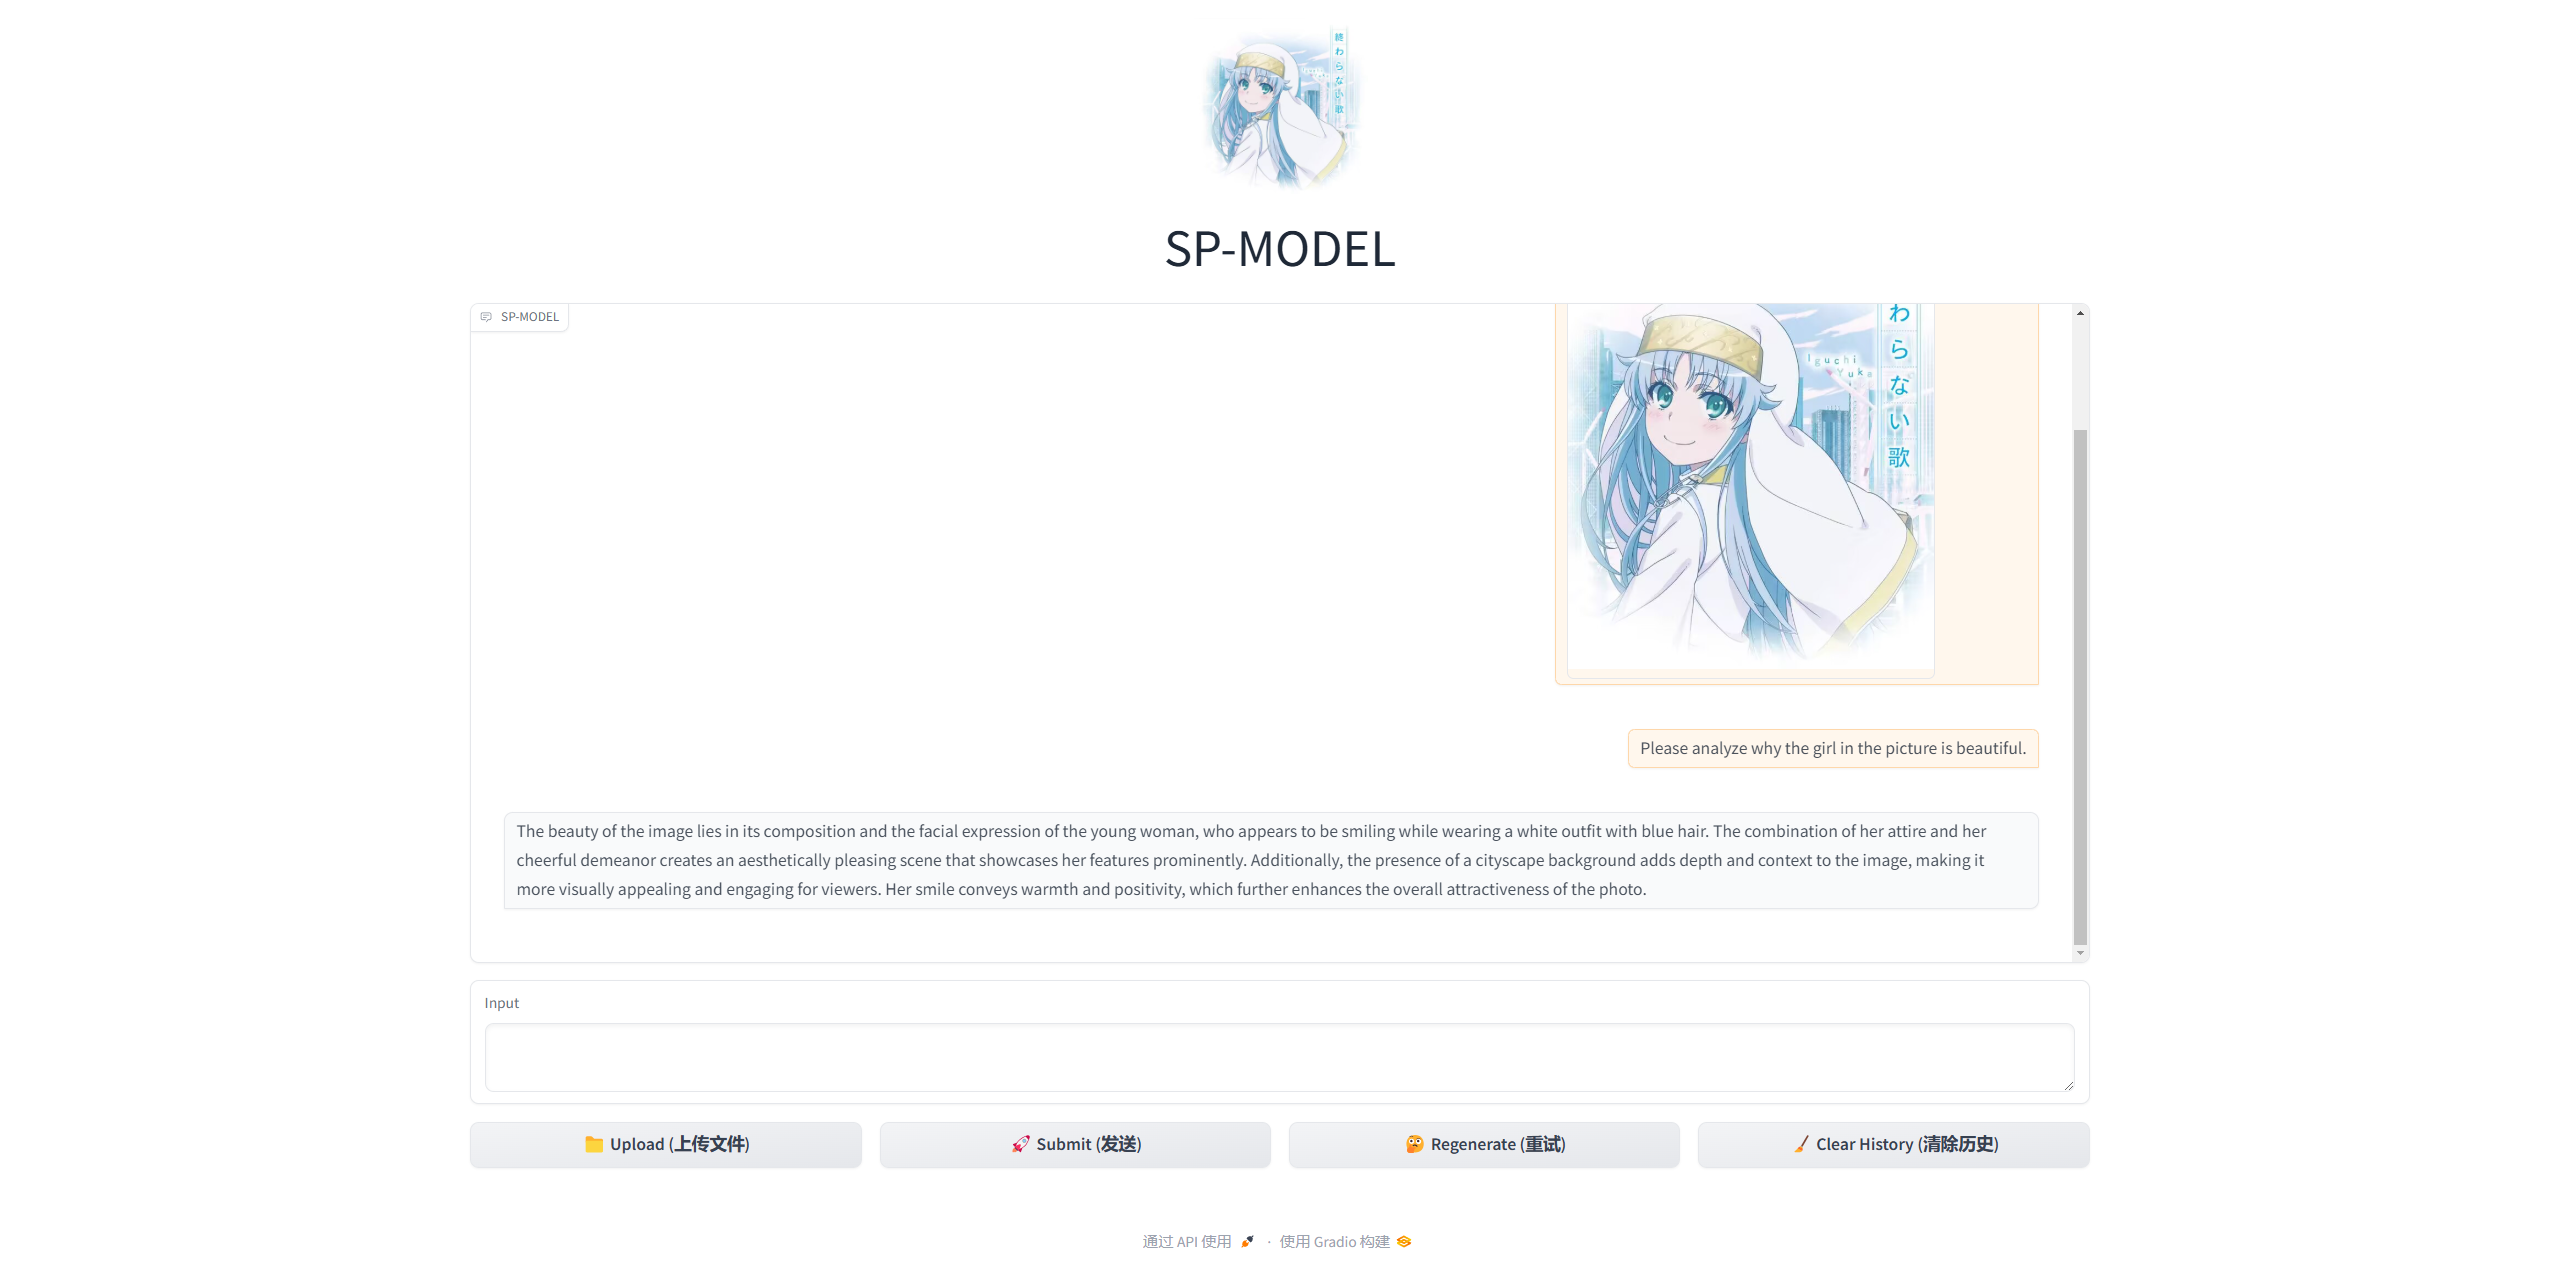 終わらない歌
SP-MODEL
SP-MODEL
わらない歌
Iguchi
Yuka
Please analyze why the girl in the picture is beautiful.
The beauty of the image lies in its composition and the facial expression of the young woman, who appears to be smiling while wearing a white outfit with blue hair. The combination of her attire and her
cheerful demeanor creates an aesthetically pleasing scene that showcases her features prominently. Additionally, the presence of a cityscape background adds depth and context to the image, making it
more visually appealing and engaging for viewers. Her smile conveys warmth and positivity, which further enhances the overall attractiveness of the photo.
Input
📁 Upload (上传文件)
🚀 Submit (发送)
🤔 Regenerate (重试)
🧹 Clear History (清除历史)
通过 API 使用 · 使用 Gradio 构建